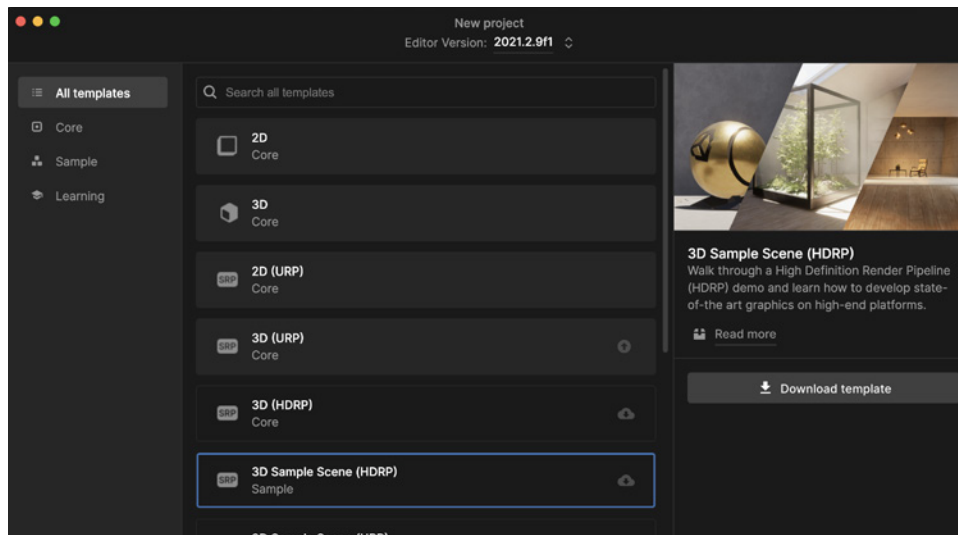 New project
Editor Version: 2021.2.9f1
All templates
Core
Sample
Learning
Search all templates
2D
Core
3D
Core
SRP
2D (URP)
Core
SRP
3D (URP)
Core
SRP
3D (HDRP)
Core
SRP
3D Sample Scene (HDRP)
Sample
3D Sample Scene (HDRP)
Walk through a High Definition Render Pipeline
(HDRP) demo and learn how to develop state-
of-the art graphics on high-end platforms.
Read more
Download template